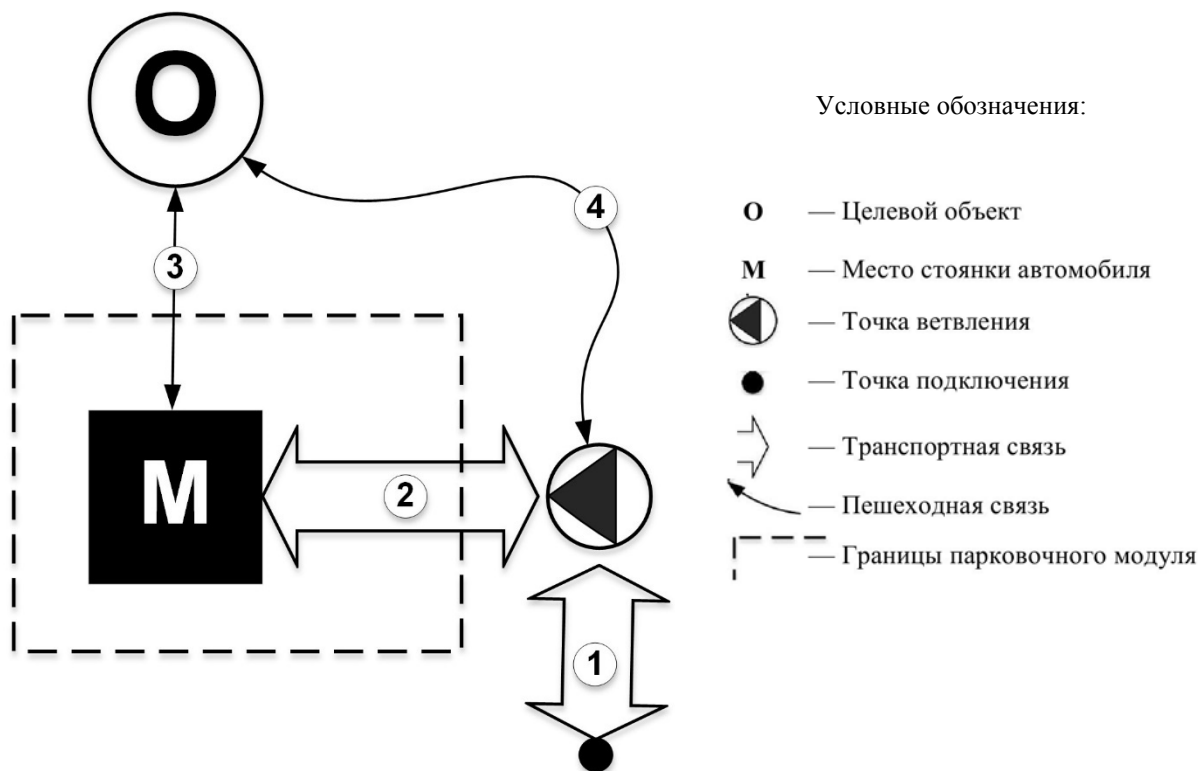 О
Условные обозначения:
4
О — Целевой объект
3
М — Место стоянки автомобиля
— Точка ветвления
— Точка подключения
М
2
— Транспортная связь
— Пешеходная связь
— Границы парковочного модуля
1